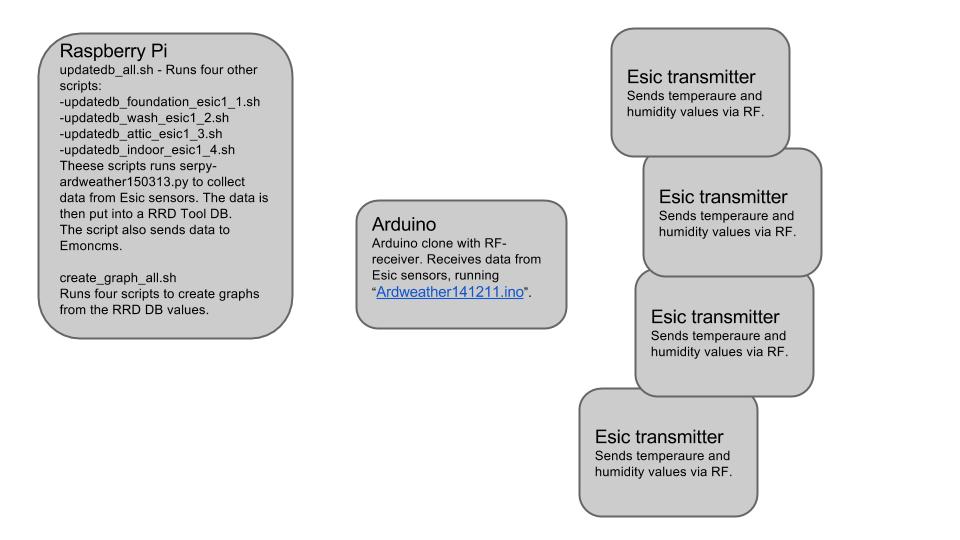 Raspberry Pi
updatedb_all.sh - Runs four other
scripts:
-updatedb_foundation_esic1_1.sh
-updatedb_wash_esic1_2.sh
-updatedb_attic_esic1_3.sh
-updatedb_indoor_esic1_4.sh
Theese scripts runs serpy-
ardweather150313.py to collect
data from Esic sensors. The data is
then put into a RRD Tool DB.
The script also sends data to
Emoncms.
create_graph_all.sh
Runs four scripts to create graphs
from the RRD DB values.
Arduino
Arduino clone with RF-
receiver. Receives data from
Esic sensors, running
“Ardweather141211.ino”.
Esic transmitter
Sends temperaure and
humidity values via RF.
Esic transmitter
Sends temperaure and
humidity values via RF.
Esic transmitter
Sends temperaure and
humidity values via RF.
Esic transmitter
Sends temperaure and
humidity values via RF.